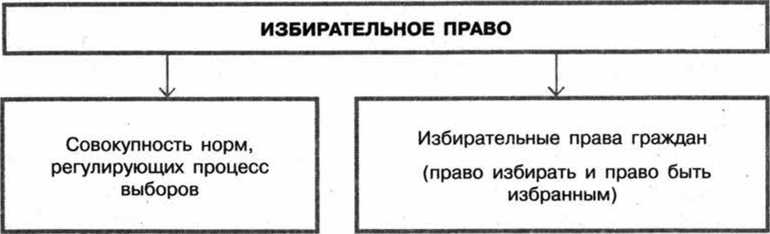 ИЗБИРАТЕЛЬНОЕ ПРАВО
Совокупность норм,
регулирующих процесс
выборов
Избирательные права граждан
(право избирать и право быть
избранным)